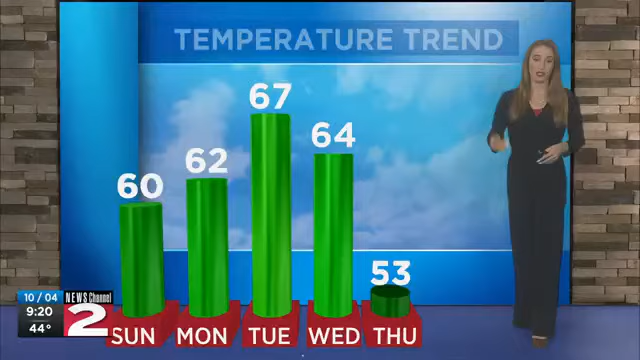 TEMPERATURE TREND
60
62
67
64
53
SUN
MON
TUE
WED
THU
10 / 04
9:20
44°
NEWS Channel
2